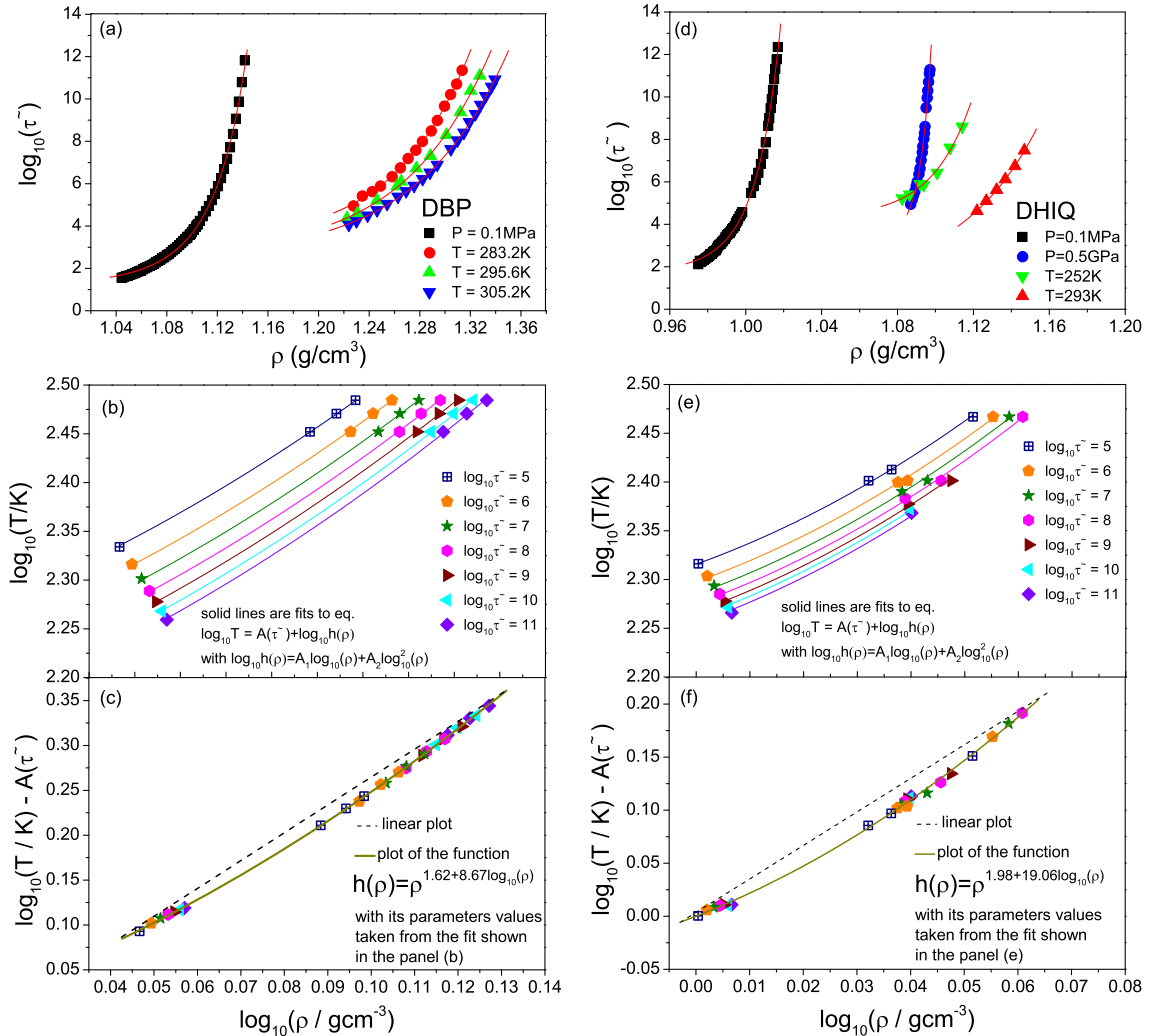 (a)
14
12
10
8
6
4
2
0
log10(τ~)
DBP
P = 0.1MPa
T = 283.2K
T = 295.6K
T = 305.2K
1.04 1.08 1.12 1.16 1.20 1.24 1.28 1.32 1.36
ρ (g/cm³)
(d)
14
12
10
8
6
4
2
0
log10(τ~)
DHIQ
P=0.1MPa
P=0.5GPa
T=252K
T=293K
0.96 1.00 1.04 1.08 1.12 1.16 1.20
ρ (g/cm³)
(b)
2.50
2.45
2.40
2.35
2.30
2.25
2.20
log10(T/K)
log10τ~ = 5
log10τ~ = 6
log10τ~ = 7
log10τ~ = 8
log10τ~ = 9
log10τ~ = 10
log10τ~ = 11
solid lines are fits to eq.
log10T = A(τ~)+log10h(ρ)
with log10h(ρ)=A1log10(ρ)+A2log²10(ρ)
(e)
2.50
2.45
2.40
2.35
2.30
2.25
2.20
log10(T/K)
log10τ~ = 5
log10τ~ = 6
log10τ~ = 7
log10τ~ = 8
log10τ~ = 9
log10τ~ = 10
log10τ~ = 11
solid lines are fits to eq.
log10T = A(τ~)+log10h(ρ)
with log10h(ρ)=A1log10(ρ)+A2log²10(ρ)
(c)
0.35
0.30
0.25
0.20
0.15
0.10
0.05
log10(T / K) - A(τ~)
linear plot
plot of the function
h(ρ)=ρ^1.62+8.67log10(ρ)
with its parameters values
taken from the fit shown
in the panel (b)
0.04 0.05 0.06 0.07 0.08 0.09 0.10 0.11 0.12 0.13 0.14
log10(ρ / gcm⁻³)
(f)
0.20
0.15
0.10
0.05
0.00
-0.05
log10(T / K) - A(τ~)
linear plot
plot of the function
h(ρ)=ρ^1.98+19.06log10(ρ)
with its parameters values
taken from the fit shown
in the panel (e)
0.00 0.01 0.02 0.03 0.04 0.05 0.06 0.07 0.08
log10(ρ / gcm⁻³)